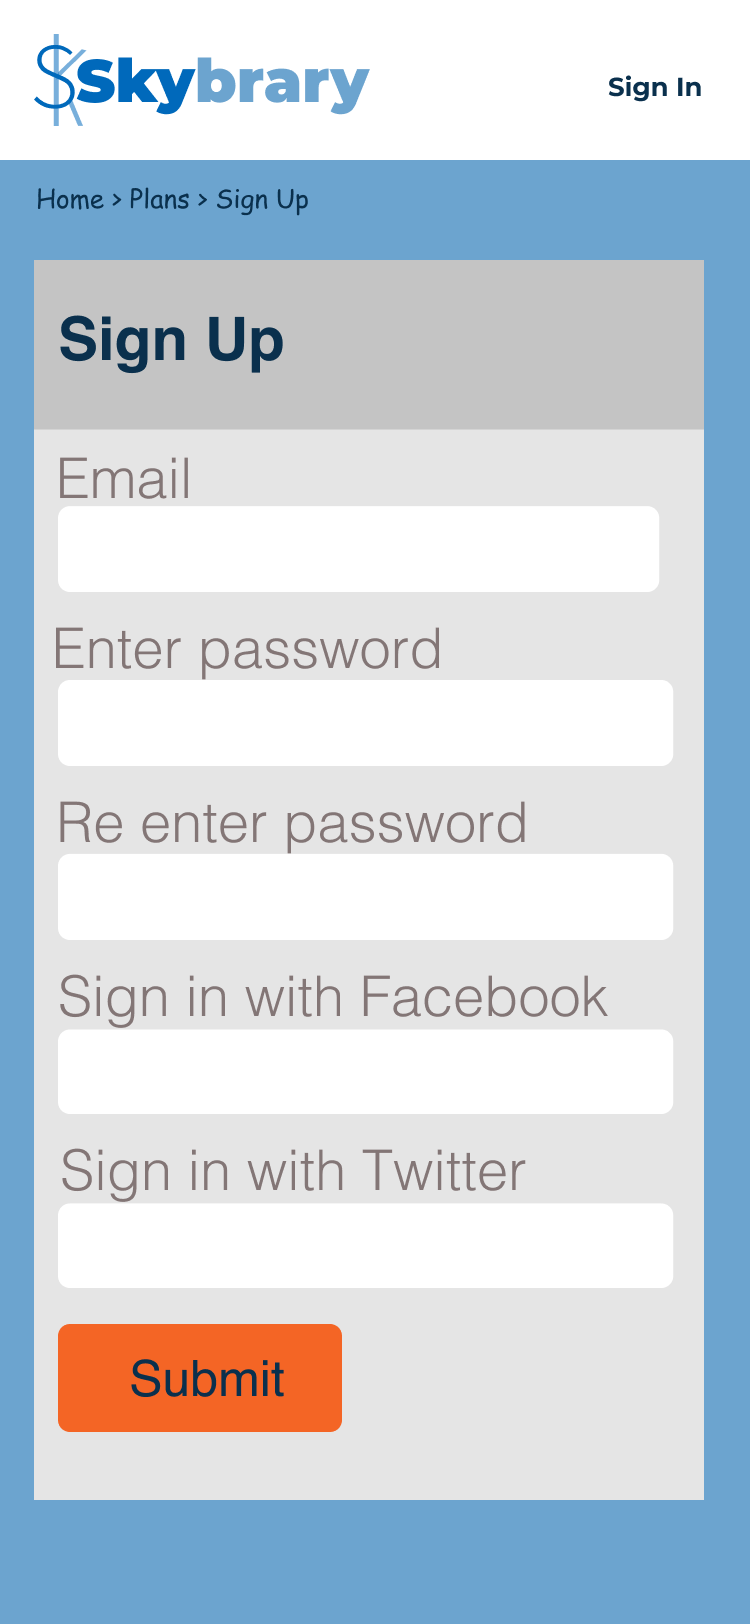 Skybrary
Sign In
Home > Plans > Sign Up
Sign Up
Email
Enter password
Re enter password
Sign in with Facebook
Sign in with Twitter
Submit